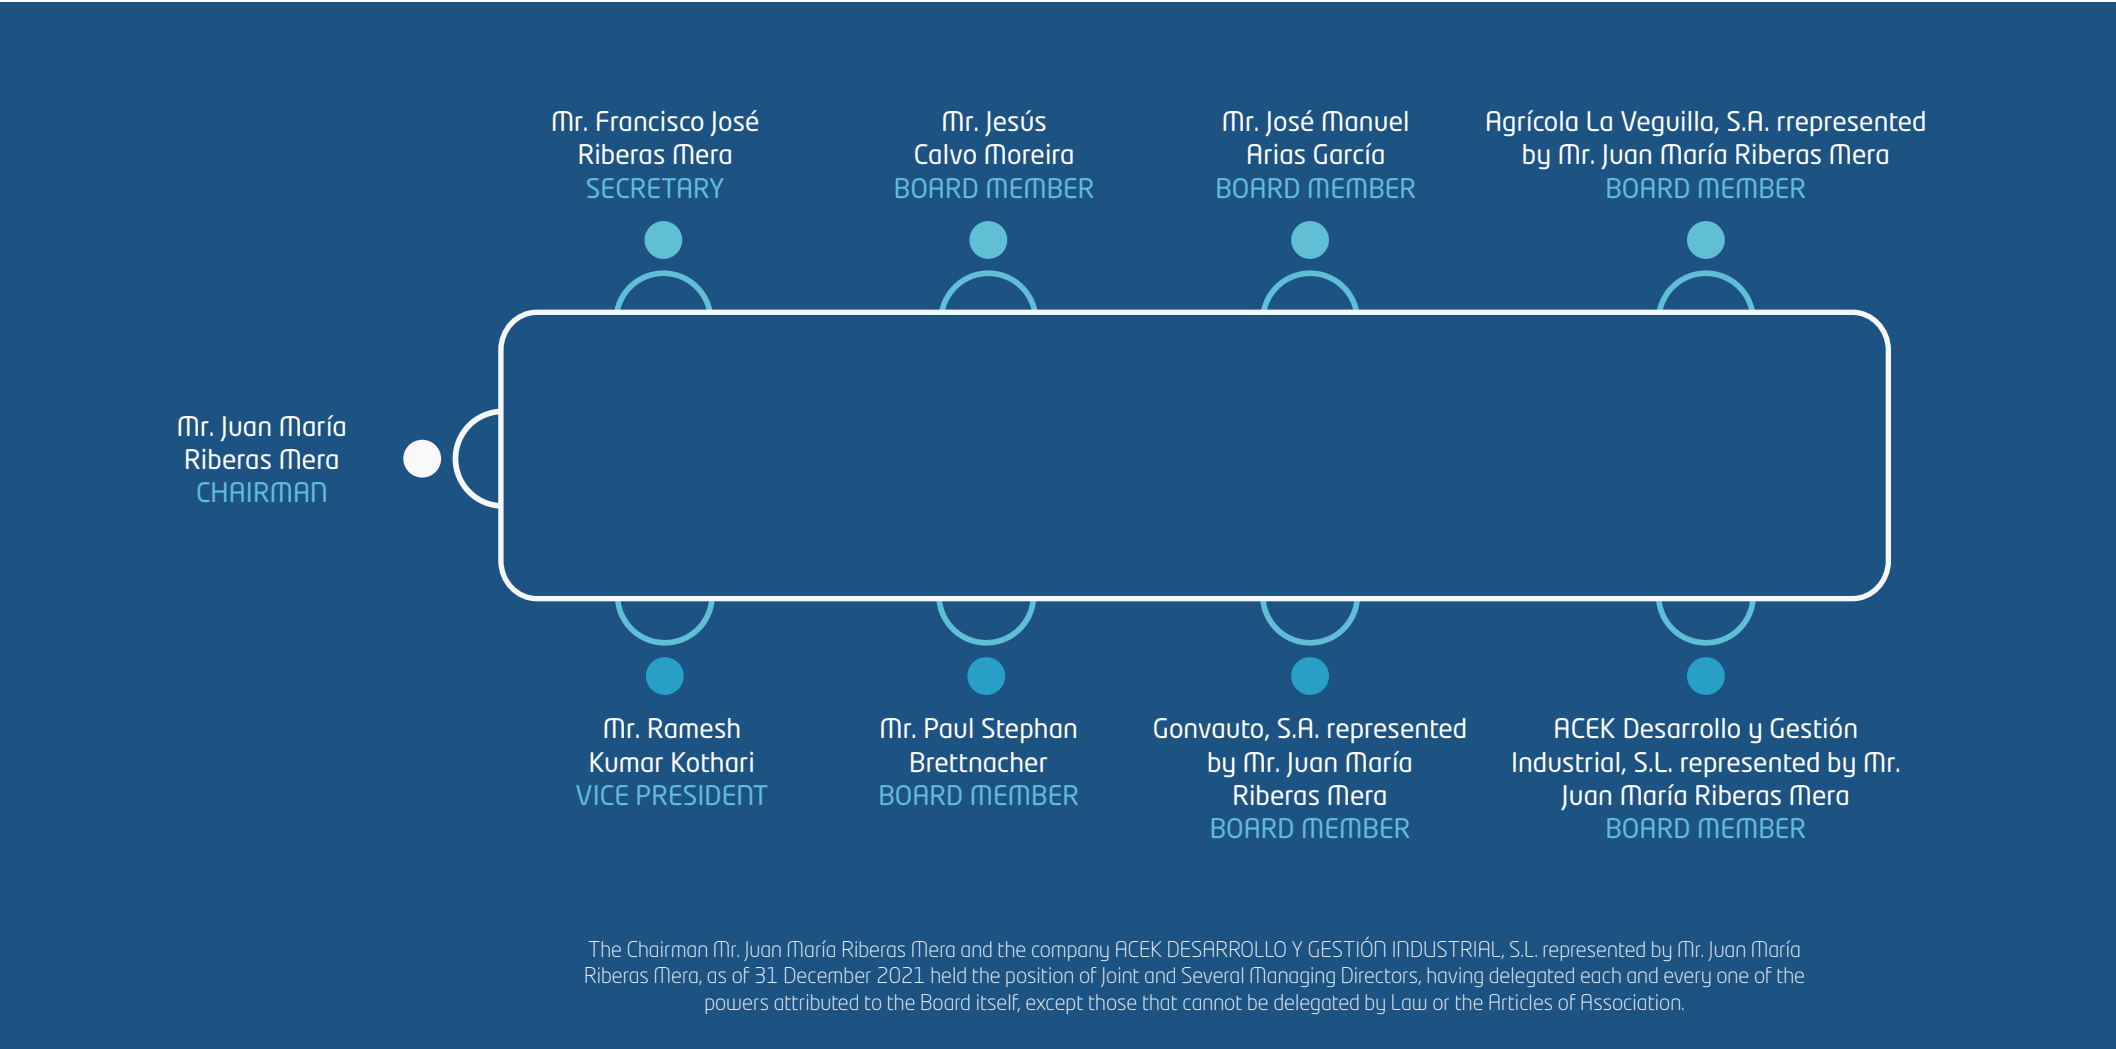 Mr. Francisco José
Riberas Mera
SECRETARY
Mr. Jesús
Calvo Moreira
BOARD MEMBER
Mr. José Manuel
Arias García
BOARD MEMBER
Agrícola La Veguilla, S.A. rrepresented
by Mr. Juan María Riberas Mera
BOARD MEMBER
Mr. Juan María
Riberas Mera
CHAIRMAN
Mr. Ramesh
Kumar Kothari
VICE PRESIDENT
Mr. Paul Stephan
Brettnacher
BOARD MEMBER
Gonvauto, S.A. represented
by Mr. Juan María
Riberas Mera
BOARD MEMBER
ACEK Desarrollo y Gestión
Industrial, S.L. represented by Mr.
Juan María Riberas Mera
BOARD MEMBER
The Chairman Mr. Juan María Riberas Mera and the company ACEK DESARROLLO Y GESTIÓN INDUSTRIAL, S.L. represented by Mr. Juan María
Riberas Mera, as of 31 December 2021 held the position of Joint and Several Managing Directors, having delegated each and every one of the
powers attributed to the Board itself, except those that cannot be delegated by Law or the Articles of Association.